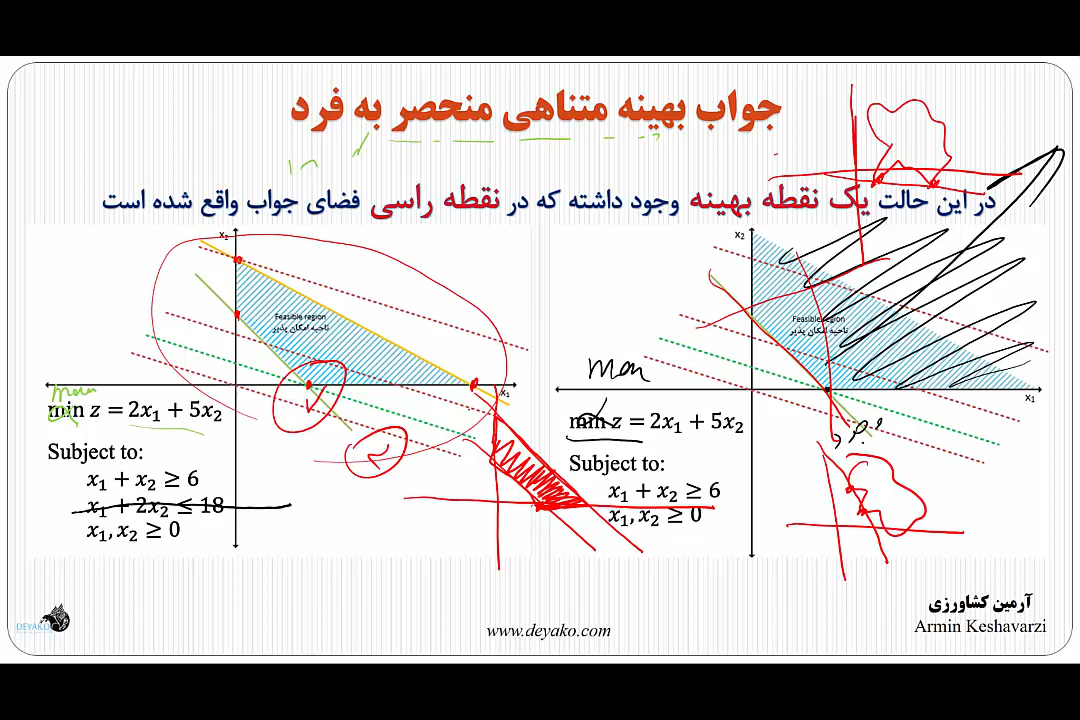 جواب بهینه متناهی منحصر به فرد
در این حالت یک نقطه بهینه وجود داشته که در نقطه راسی فضای جواب واقع شده است
x₂
Feasible region
ناحیه امکان پذیر
x₁
min z = 2x₁ + 5x₂
Subject to:
x₁ + x₂ ≥ 6
x₁ + 2x₂ ≤ 18
x₁, x₂ ≥ 0
x₂
Feasible region
ناحیه امکان پذیر
x₁
min z = 2x₁ + 5x₂
Subject to:
x₁ + x₂ ≥ 6
x₁, x₂ ≥ 0
آرمین کشاورزی
Armin Keshavarzi
DEYAKO
www.deyako.com